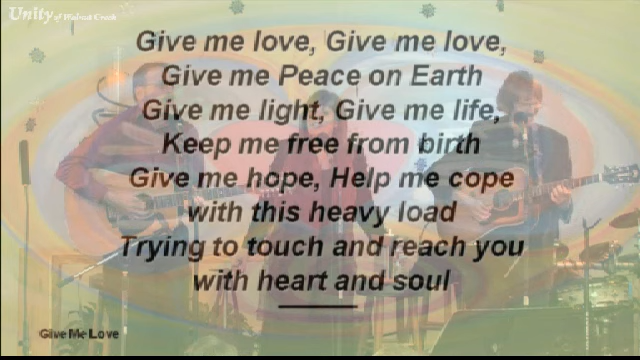 Unity of Walnut Creek
Give me love, Give me love,
Give me Peace on Earth
Give me light, Give me life,
Keep me free from birth
Give me hope, Help me cope
with this heavy load
Trying to touch and reach you
with heart and soul
Give Me Love